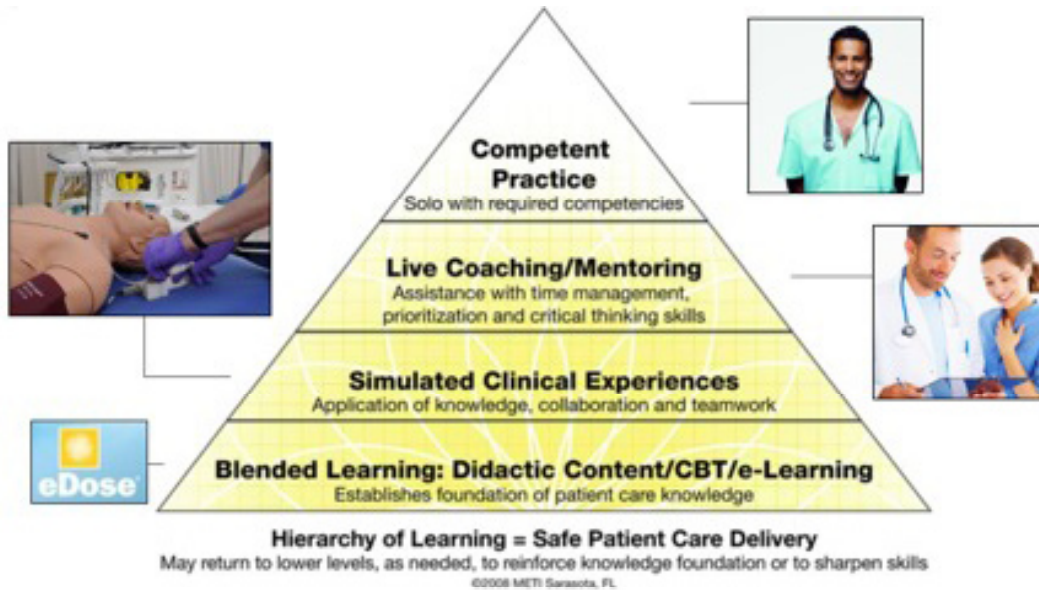 Competent
Practice
Solo with required competencies
Live Coaching/Mentoring
Assistance with time management,
prioritization and critical thinking skills
Simulated Clinical Experiences
Application of knowledge, collaboration and teamwork
eDose®
Blended Learning: Didactic Content/CBT/e-Learning
Establishes foundation of patient care knowledge
Hierarchy of Learning = Safe Patient Care Delivery
May return to lower levels, as needed, to reinforce knowledge foundation or to sharpen skills
©2008 METI Sarasota, FL